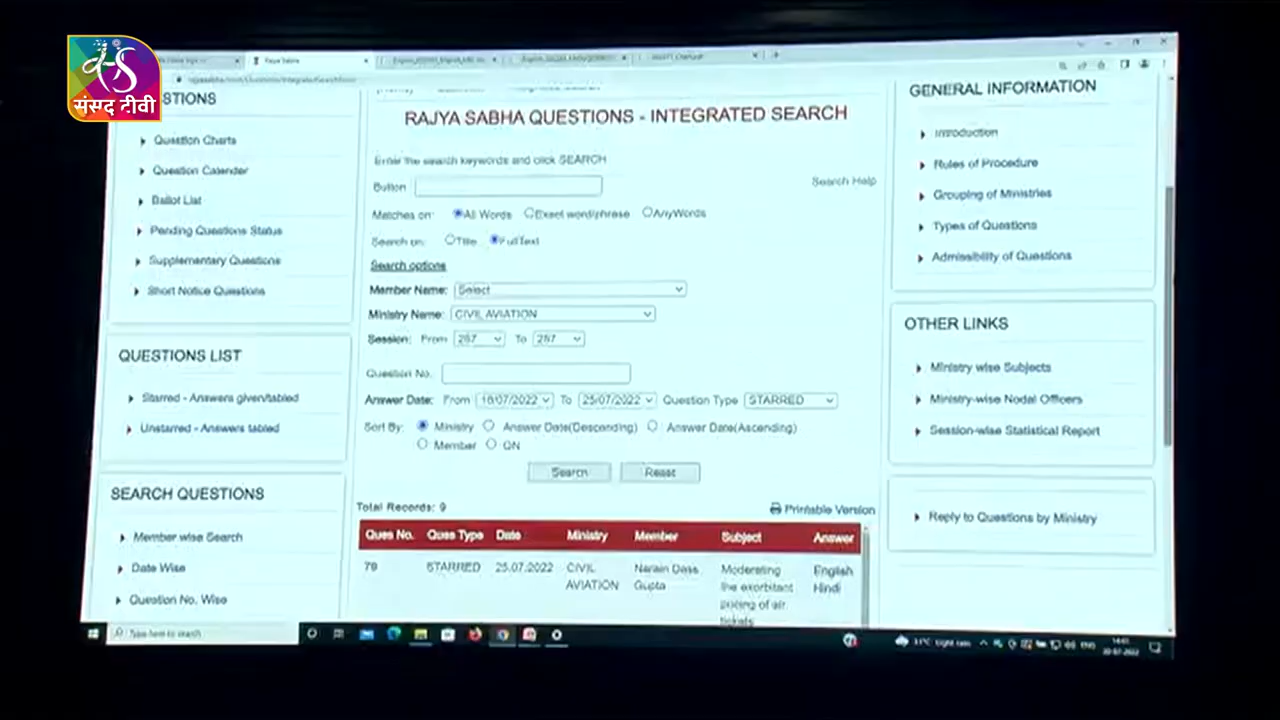 संसद टीवी
STIONS
Question Charts
Question Calender
Ballot List
Pending Questions Status
Supplementary Questions
Short Notice Questions
QUESTIONS LIST
Starred - Answers given/tabled
Unstarred - Answers tabled
SEARCH QUESTIONS
Member wise Search
Date Wise
Question No. Wise
RAJYA SABHA QUESTIONS - INTEGRATED SEARCH
Enter the search keywords and click SEARCH
Button
Search Help
Matches on: All Words Exact word/phrase AnyWords
Search on: Title FullText
Search options
Member Name: Select
Ministry Name: CIVIL AVIATION
Session: From 257 To 257
Question No.
Answer Date: From 18/07/2022 To 25/07/2022 Question Type STARRED
Sort By: Ministry Answer Date(Descending) Answer Date(Ascending)
Member QN
Search Reset
Total Records: 9 Printable Version
Ques No. Ques Type Date Ministry Member Subject Answer
79 STARRED 25.07.2022 CIVIL Narain Dass Moderating English
AVIATION Gupta the exorbitant Hindi
pricing of air
tickets
GENERAL INFORMATION
Introduction
Rules of Procedure
Grouping of Ministries
Types of Questions
Admissibility of Questions
OTHER LINKS
Ministry wise Subjects
Ministry-wise Nodal Officers
Session-wise Statistical Report
Reply to Questions by Ministry
Type here to search
31°C Light rain